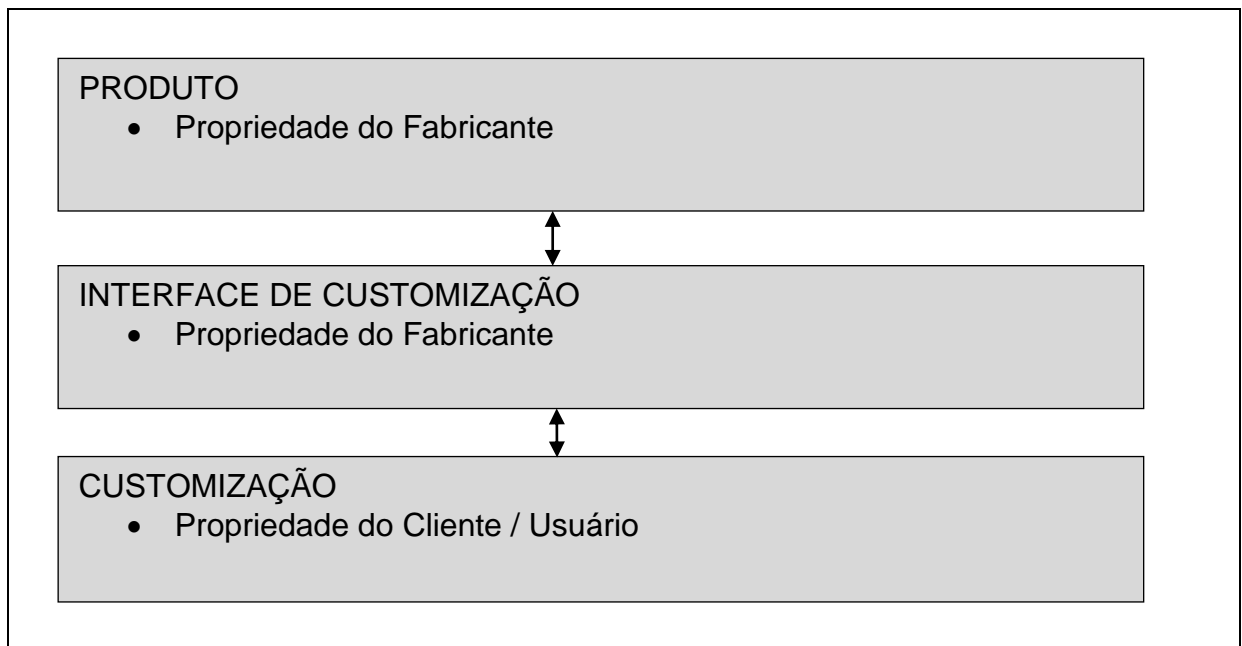 PRODUTO
• Propriedade do Fabricante
INTERFACE DE CUSTOMIZAÇÃO
• Propriedade do Fabricante
CUSTOMIZAÇÃO
• Propriedade do Cliente / Usuário